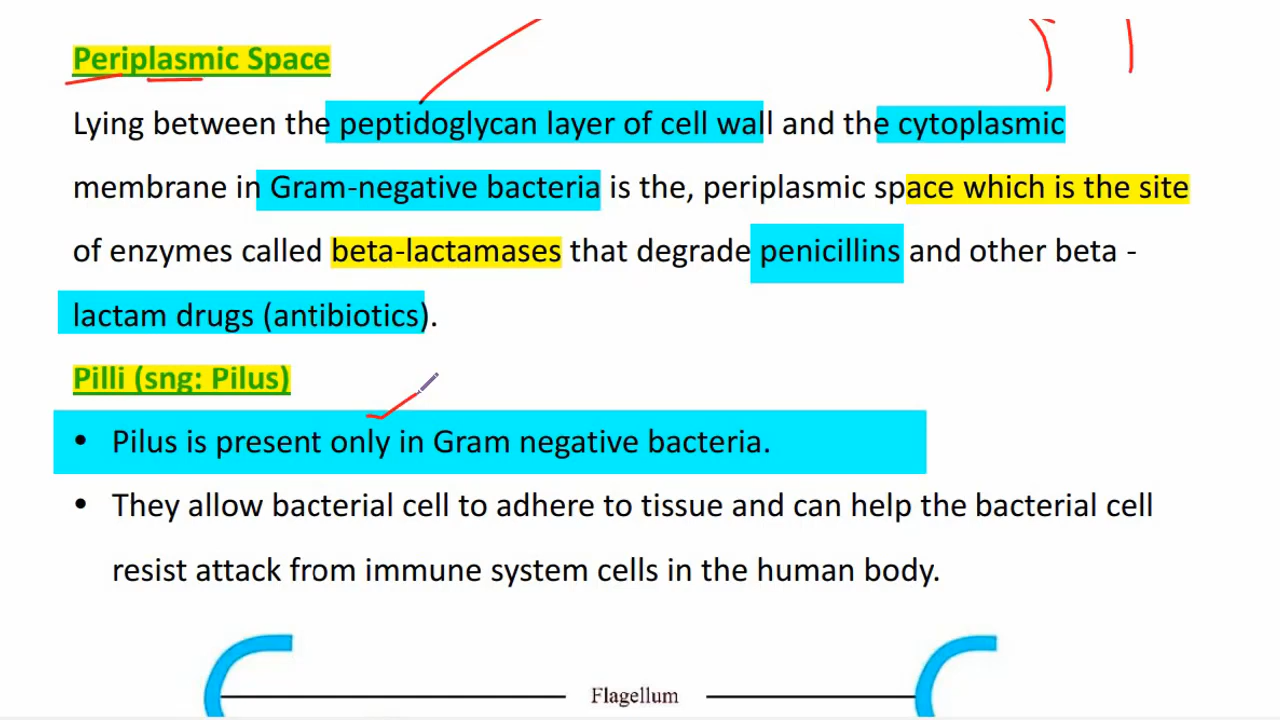 Periplasmic Space
Lying between the peptidoglycan layer of cell wall and the cytoplasmic
membrane in Gram-negative bacteria is the, periplasmic space which is the site
of enzymes called beta-lactamases that degrade penicillins and other beta -
lactam drugs (antibiotics).
Pilli (sng: Pilus)
• Pilus is present only in Gram negative bacteria.
• They allow bacterial cell to adhere to tissue and can help the bacterial cell
resist attack from immune system cells in the human body.
Flagellum